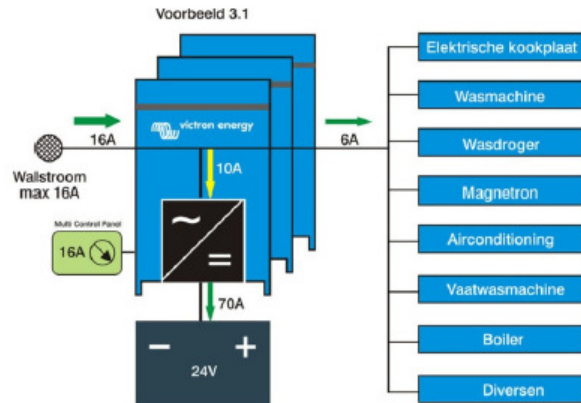 Voorbeeld 3.1
Elektrische kookplaat
Wasmachine
Wasdroger
Magnetron
Airconditioning
Vaatwasmachine
Boiler
Diversen
victron energy
16A
6A
Walstroom
max 16A
10A
Multi Control Panel
16A
~
=
70A
− +
24V